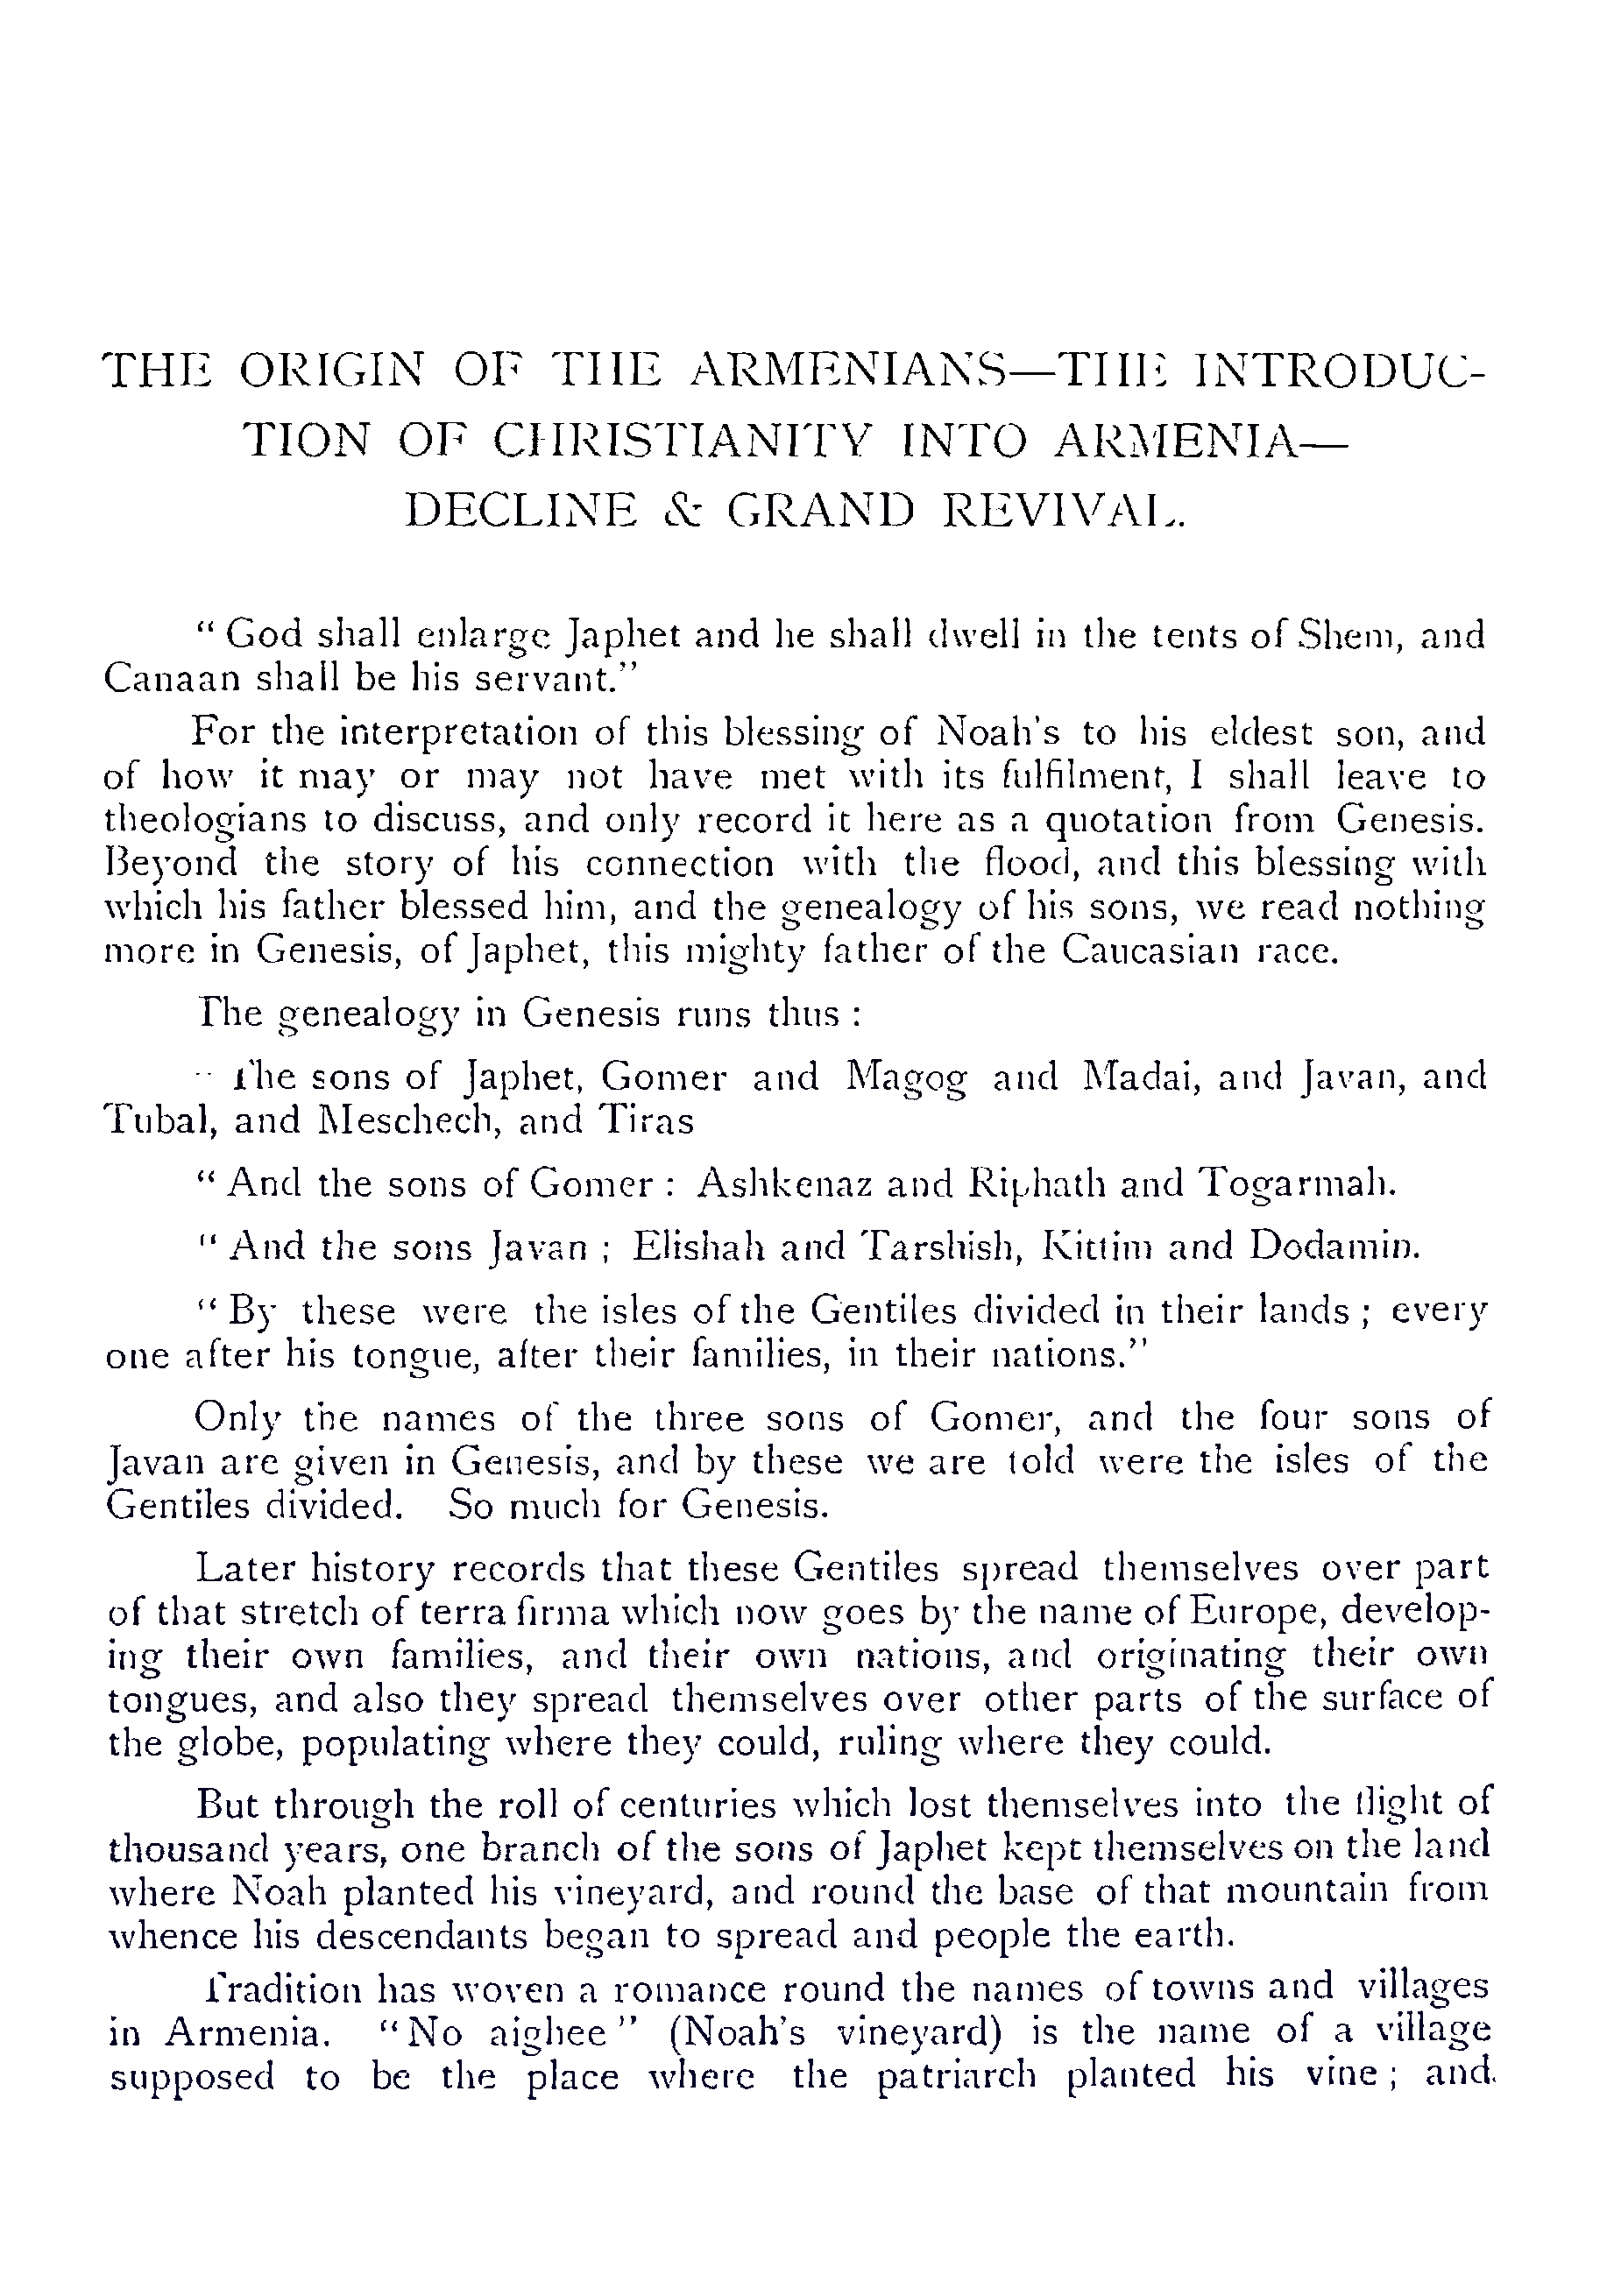 THE ORIGIN OF THE ARMENIANS—THE INTRODUC-
TION OF CHRISTIANITY INTO ARMENIA—
DECLINE & GRAND REVIVAL.
“ God shall enlarge Japhet and he shall dwell in the tents of Shem, and
Canaan shall be his servant.”
For the interpretation of this blessing of Noah's to his eldest son, and
of how it may or may not have met with its fulfilment, I shall leave to
theologians to discuss, and only record it here as a quotation from Genesis.
Beyond the story of his connection with the flood, and this blessing with
which his father blessed him, and the genealogy of his sons, we read nothing
more in Genesis, of Japhet, this mighty father of the Caucasian race.
The genealogy in Genesis runs thus :
“ The sons of Japhet, Gomer and Magog and Madai, and Javan, and
Tubal, and Meschech, and Tiras
“ And the sons of Gomer : Ashkenaz and Riphath and Togarmah.
“ And the sons Javan ; Elishah and Tarshish, Kittim and Dodamin.
“ By these were the isles of the Gentiles divided in their lands ; every
one after his tongue, after their families, in their nations.”
Only the names of the three sons of Gomer, and the four sons of
Javan are given in Genesis, and by these we are told were the isles of the
Gentiles divided. So much for Genesis.
Later history records that these Gentiles spread themselves over part
of that stretch of terra firma which now goes by the name of Europe, develop-
ing their own families, and their own nations, and originating their own
tongues, and also they spread themselves over other parts of the surface of
the globe, populating where they could, ruling where they could.
But through the roll of centuries which lost themselves into the flight of
thousand years, one branch of the sons of Japhet kept themselves on the land
where Noah planted his vineyard, and round the base of that mountain from
whence his descendants began to spread and people the earth.
Tradition has woven a romance round the names of towns and villages
in Armenia. “ No aighee ” (Noah's vineyard) is the name of a village
supposed to be the place where the patriarch planted his vine ; and